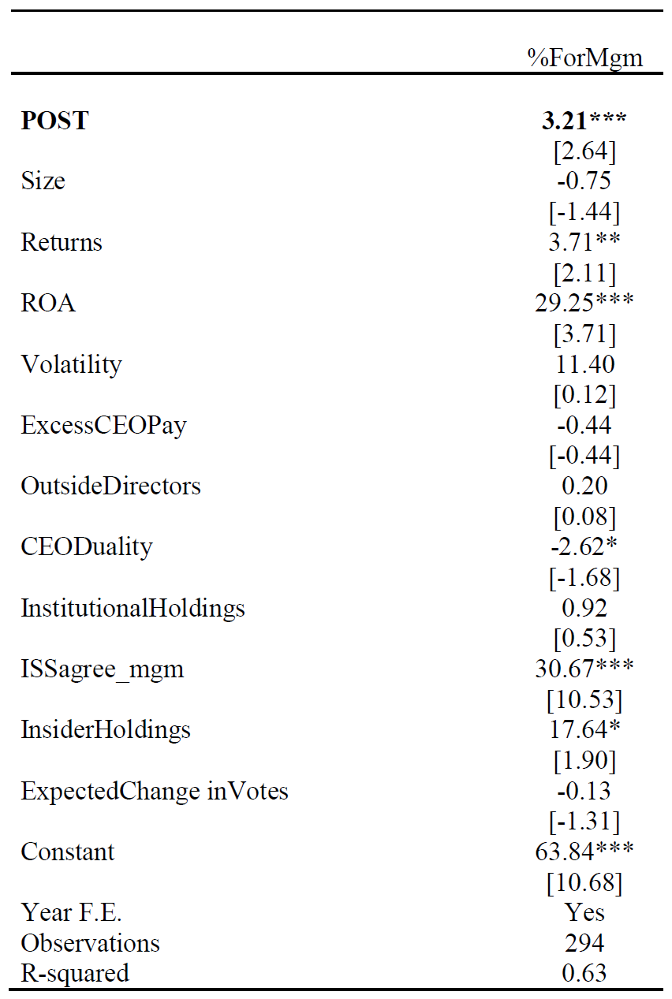 %ForMgm
POST 3.21***
[2.64]
Size -0.75
[-1.44]
Returns 3.71**
[2.11]
ROA 29.25***
[3.71]
Volatility 11.40
[0.12]
ExcessCEOPay -0.44
[-0.44]
OutsideDirectors 0.20
[0.08]
CEODuality -2.62*
[-1.68]
InstitutionalHoldings 0.92
[0.53]
ISSagree_mgm 30.67***
[10.53]
InsiderHoldings 17.64*
[1.90]
ExpectedChange inVotes -0.13
[-1.31]
Constant 63.84***
[10.68]
Year F.E. Yes
Observations 294
R-squared 0.63